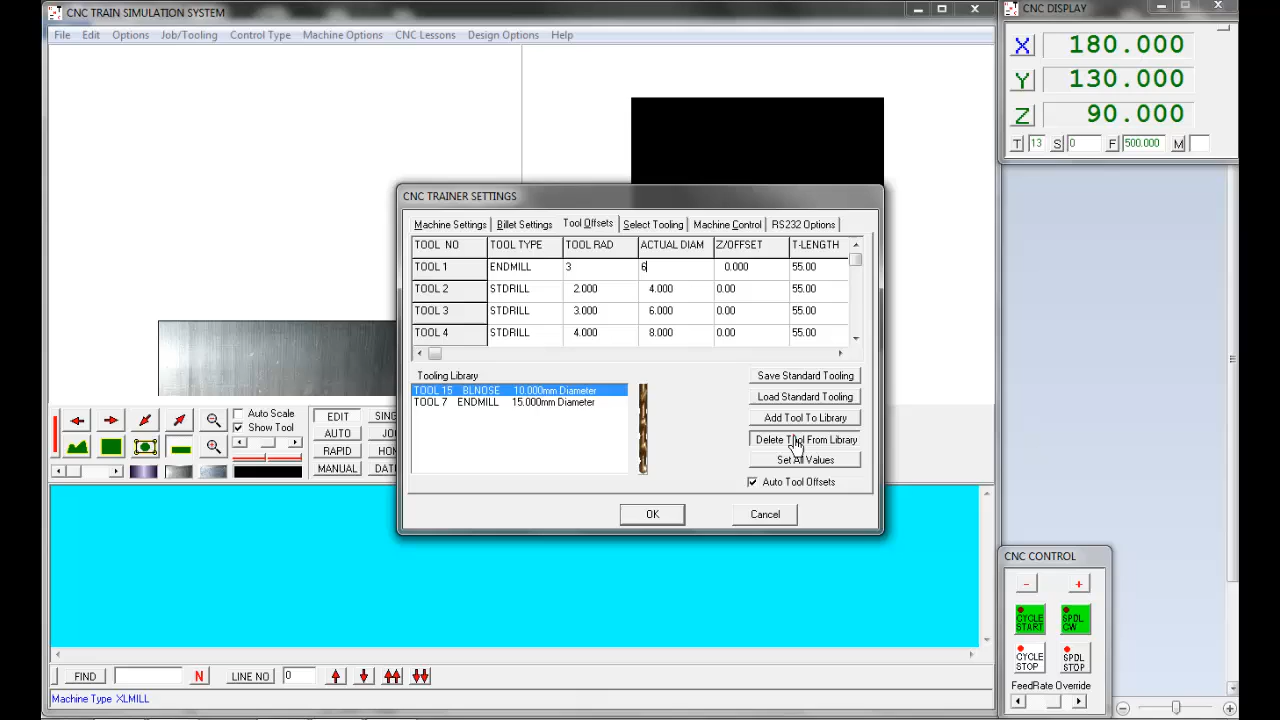 CNC TRAIN SIMULATION SYSTEM
File Edit Options Job/Tooling Control Type Machine Options CNC Lessons Design Options Help
CNC DISPLAY
X 180.000
Y 130.000
Z 90.000
T 13 S 0 F 500.000 M
CNC TRAINER SETTINGS
Machine Settings Billet Settings Tool Offsets Select Tooling Machine Control RS232 Options
TOOL NO TOOL TYPE TOOL RAD ACTUAL DIAM Z/OFFSET T-LENGTH
TOOL 1 ENDMILL 3 6 0.000 55.00
TOOL 2 STDRILL 2.000 4.000 0.00 55.00
TOOL 3 STDRILL 3.000 6.000 0.00 55.00
TOOL 4 STDRILL 4.000 8.000 0.00 55.00
Tooling Library
TOOL 15 BLNOSE 10.000mm Diameter
TOOL 7 ENDMILL 15.000mm Diameter
Save Standard Tooling
Load Standard Tooling
Add Tool To Library
Delete Tool From Library
Set All Values
Auto Tool Offsets
OK Cancel
Auto Scale
Show Tool
EDIT SING
AUTO JO
RAPID HO
MANUAL DAT
FIND N LINE NO 0
Machine Type XLMILL
CNC CONTROL
- +
CYCLE START SPDL CW
CYCLE STOP SPDL STOP
FeedRate Override